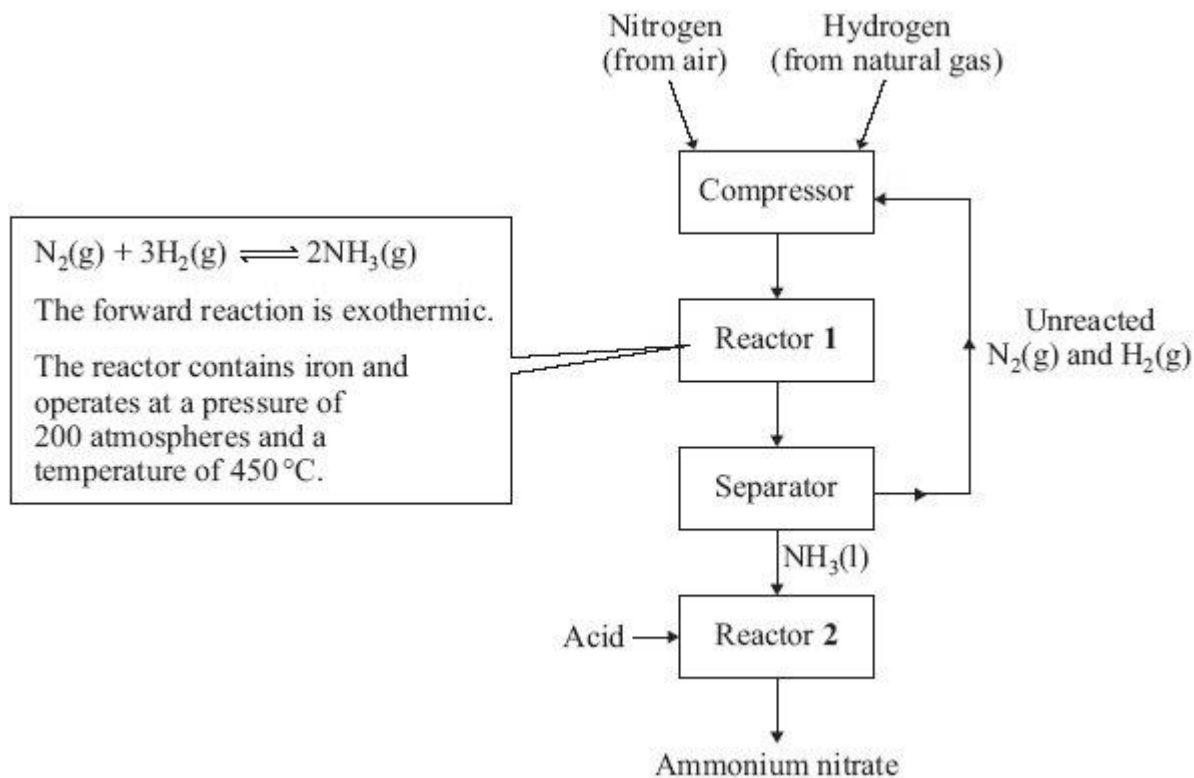 Nitrogen
(from air)
Hydrogen
(from natural gas)
Compressor
N₂(g) + 3H₂(g) ⇌ 2NH₃(g)
The forward reaction is exothermic.
The reactor contains iron and
operates at a pressure of
200 atmospheres and a
temperature of 450 °C.
Reactor 1
Unreacted
N₂(g) and H₂(g)
Separator
NH₃(l)
Acid
Reactor 2
Ammonium nitrate